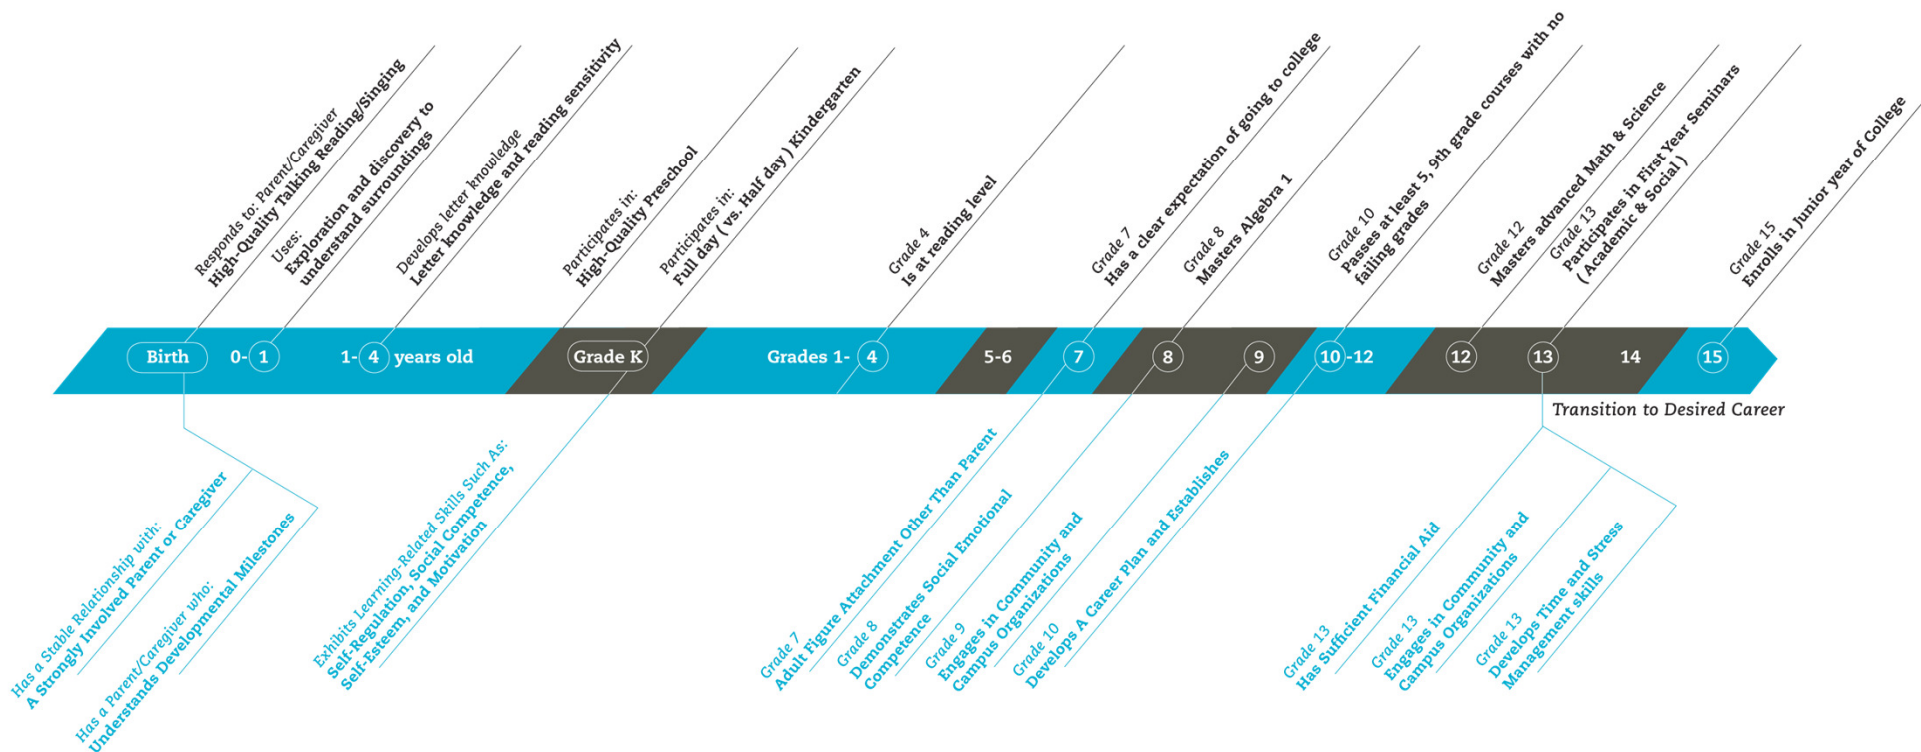 Responds to: Parent/Caregiver
High-Quality Talking Reading/Singing
Uses:
Exploration and discovery to
understand surroundings
Develops letter knowledge
Letter knowledge and reading sensitivity
Participates in:
High-Quality Preschool
Participates in:
Full day ( vs. Half day ) Kindergarten
Grade 4
Is at reading level
Grade 7
Has a clear expectation of going to college
Grade 8
Masters Algebra 1
Grade 10
Passes at least 5, 9th grade courses with no
failing grades
Grade 12
Masters advanced Math & Science
Grade 13
Participates in First Year Seminars
( Academic & Social )
Grade 15
Enrolls in Junior year of College
Birth 0-1 1-4 years old Grade K Grades 1-4 5-6 7 8 9 10-12 12 13 14 15
Transition to Desired Career
Has a Stable Relationship with:
A Strongly Involved Parent or Caregiver
Has a Parent/Caregiver who:
Understands Developmental Milestones
Exhibits Learning-Related Skills Such As:
Self-Regulation, Social Competence,
Self-Esteem, and Motivation
Grade 7
Adult Figure Attachment Other Than Parent
Grade 8
Demonstrates Social Emotional
Competence
Grade 9
Engages in Community and
Campus Organizations
Grade 10
Develops A Career Plan and Establishes
Grade 13
Has Sufficient Financial Aid
Grade 13
Engages in Community and
Campus Organizations
Grade 13
Develops Time and Stress
Management skills